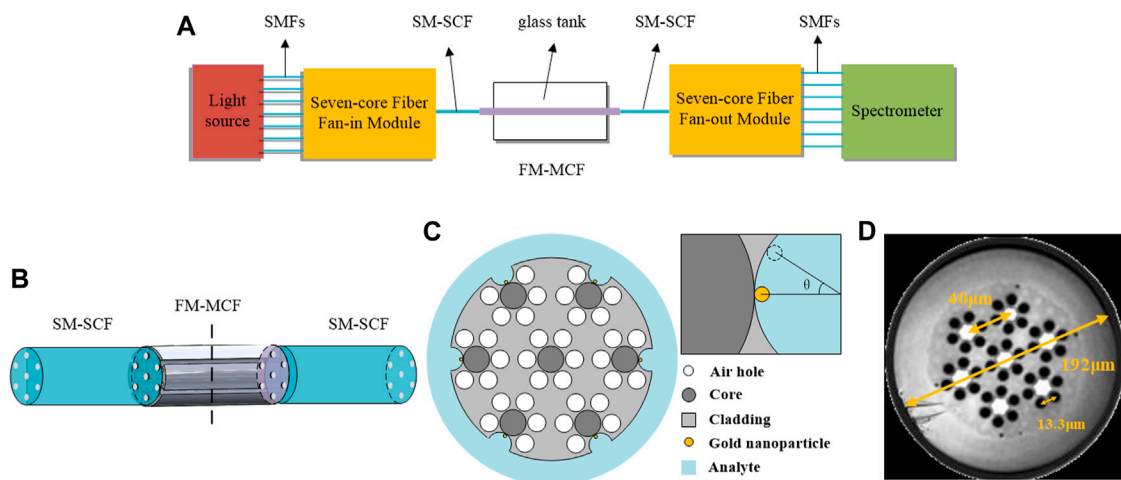 A
SMFs
SM-SCF
glass tank
SM-SCF
SMFs
Light
source
Seven-core Fiber
Fan-in Module
Seven-core Fiber
Fan-out Module
Spectrometer
FM-MCF
B
SM-SCF
FM-MCF
SM-SCF
C
θ
Air hole
Core
Cladding
Gold nanoparticle
Analyte
D
40μm
192μm
13.3μm